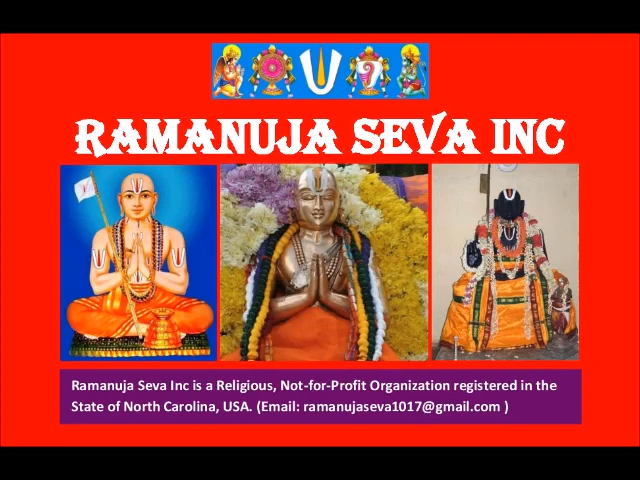 RAMANUJA SEVA INC
Ramanuja Seva Inc is a Religious, Not-for-Profit Organization registered in the
State of North Carolina, USA. (Email: ramanujaseva1017@gmail.com )